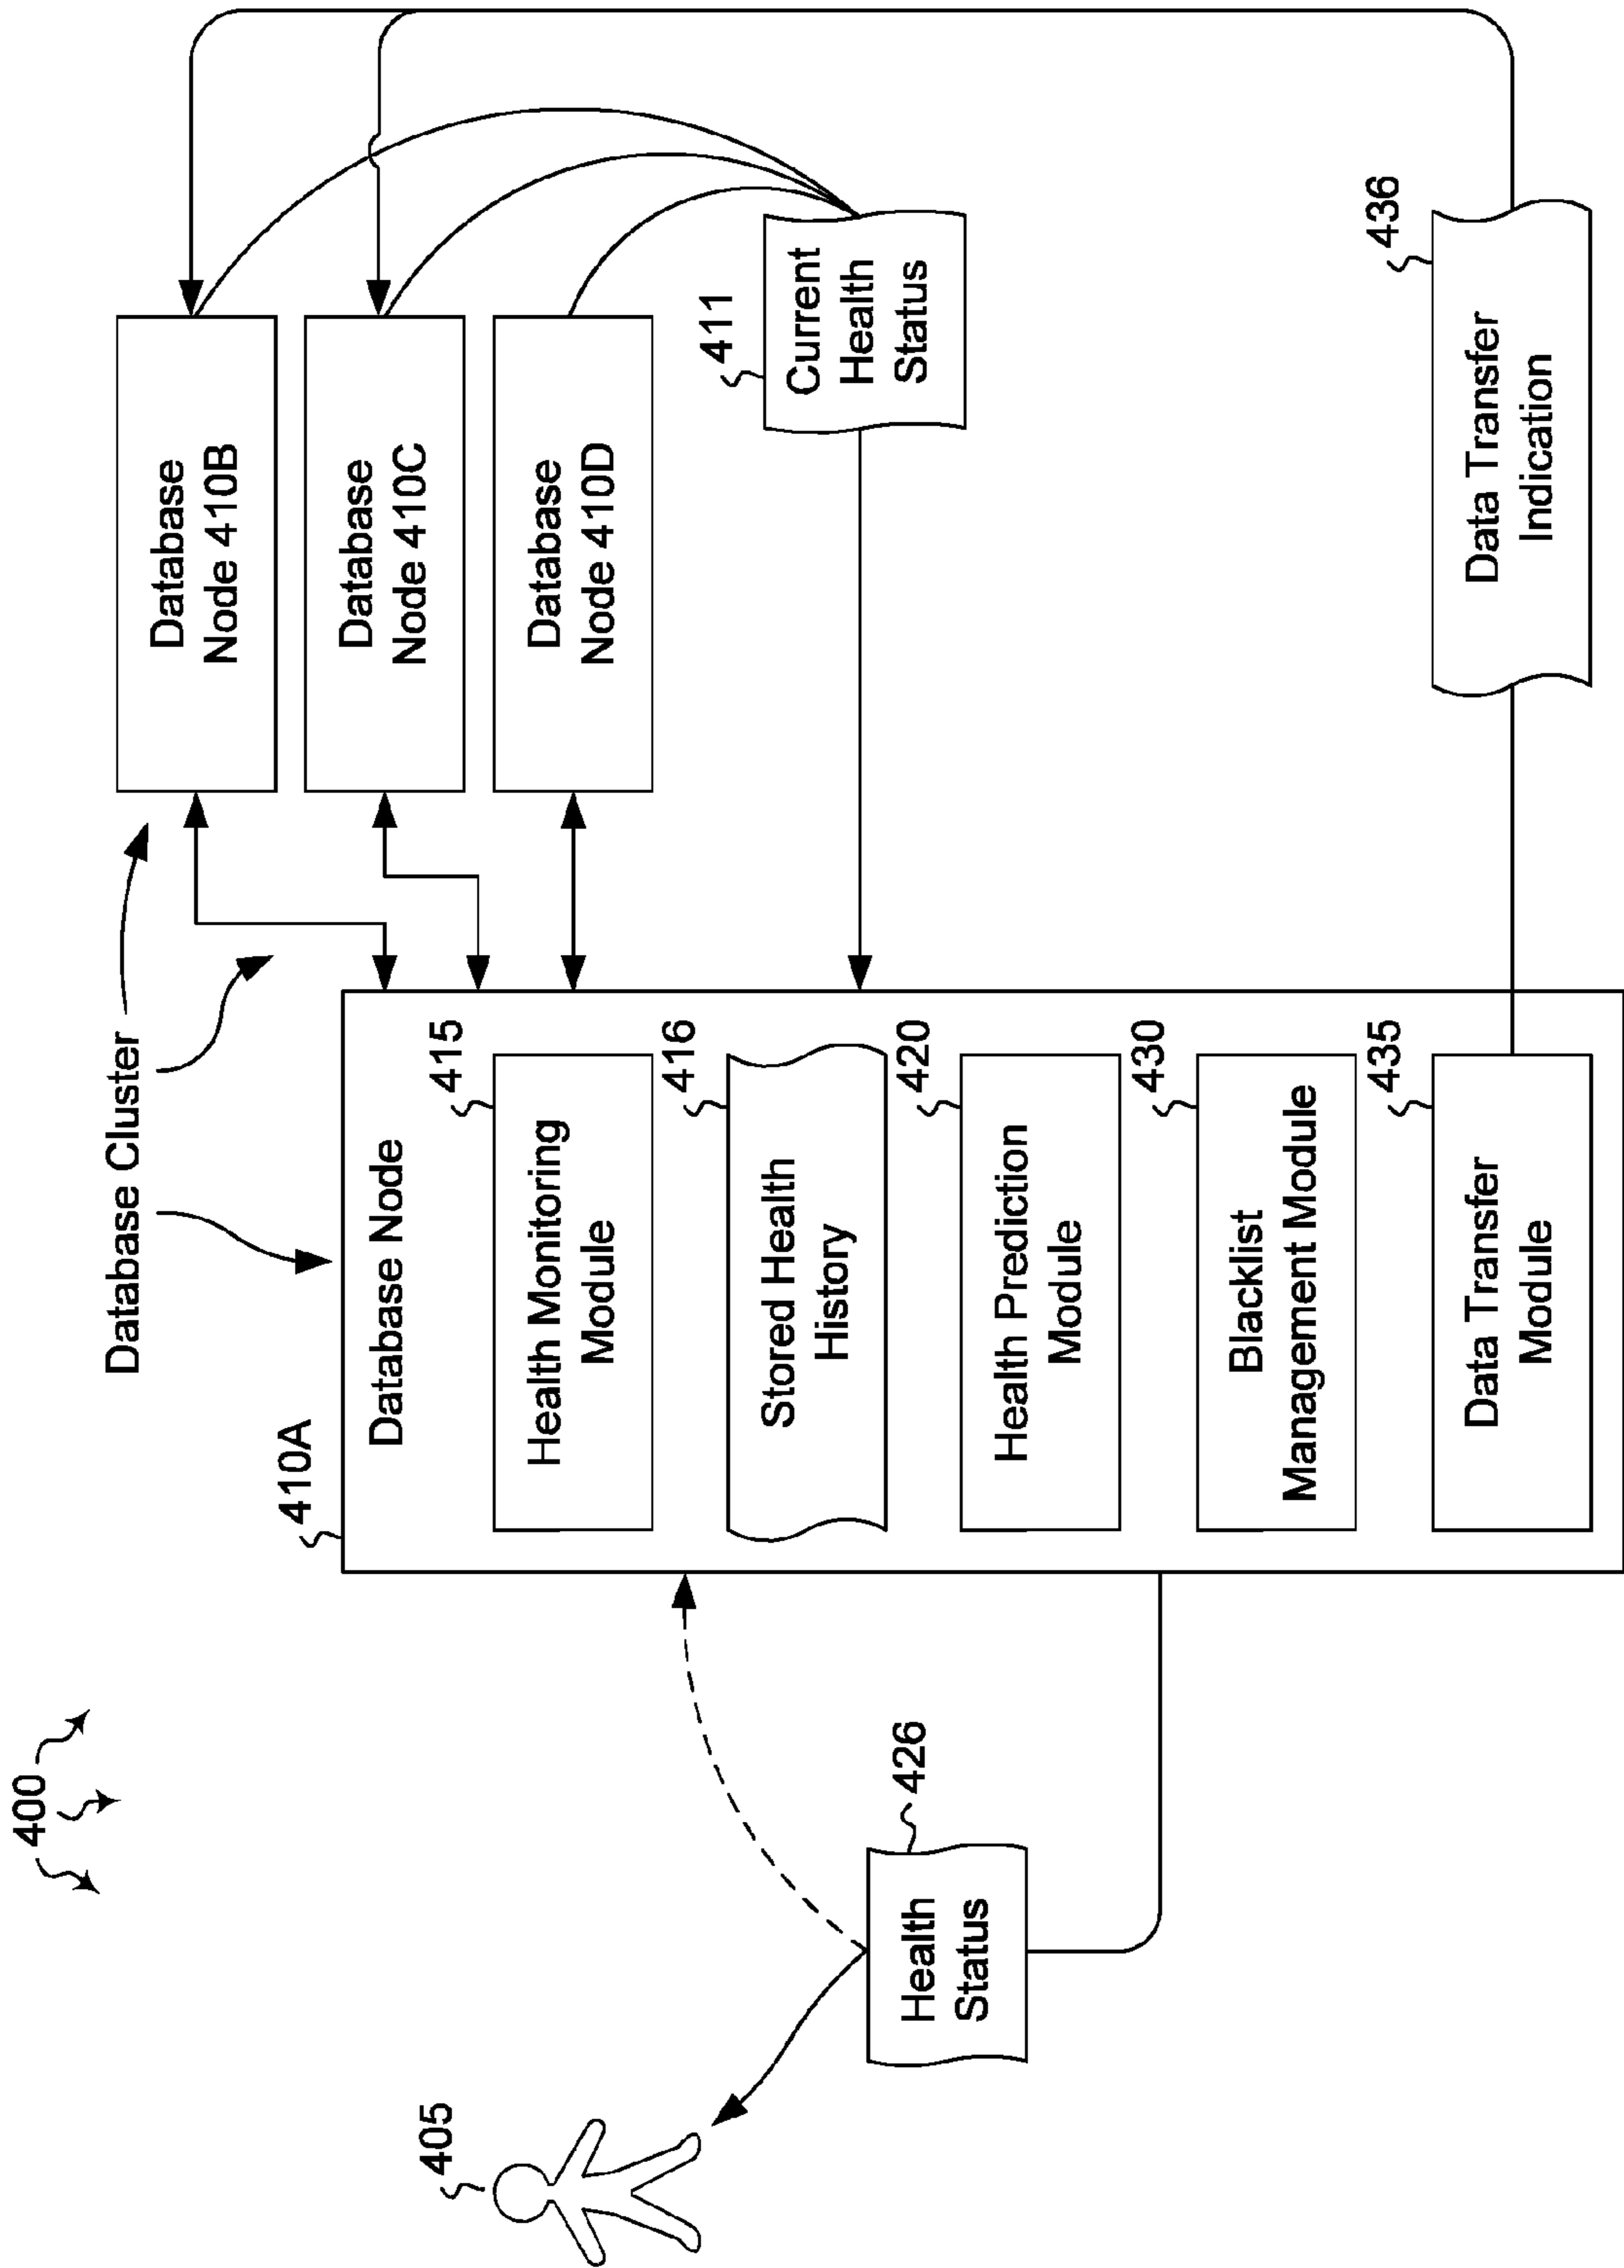 400
Database Cluster
410A
Database Node
415
Health Monitoring
Module
416
Stored Health
History
420
Health Prediction
Module
430
Blacklist
Management Module
435
Data Transfer
Module
Database
Node 410B
Database
Node 410C
Database
Node 410D
411
Current
Health
Status
436
Data Transfer
Indication
405
426
Health
Status